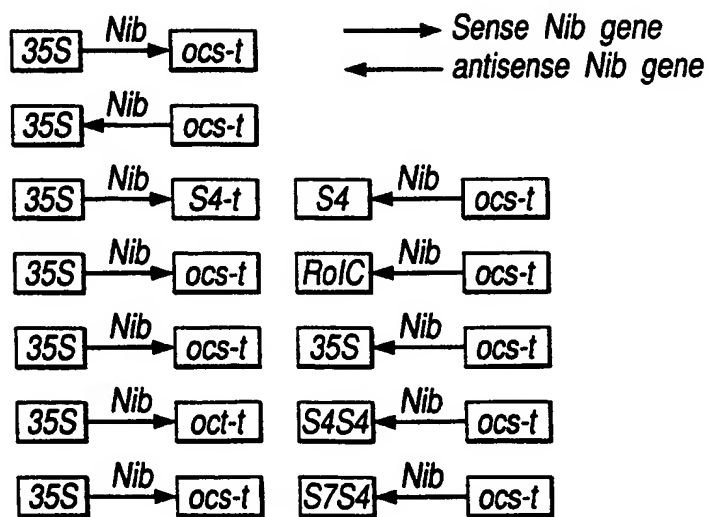 Nib
35S ocs-t
Sense Nib gene
antisense Nib gene
Nib
35S ocs-t
Nib Nib
35S S4-t S4 ocs-t
Nib Nib
35S ocs-t RolC ocs-t
Nib Nib
35S ocs-t 35S ocs-t
Nib Nib
35S oct-t S4S4 ocs-t
Nib Nib
35S ocs-t S7S4 ocs-t